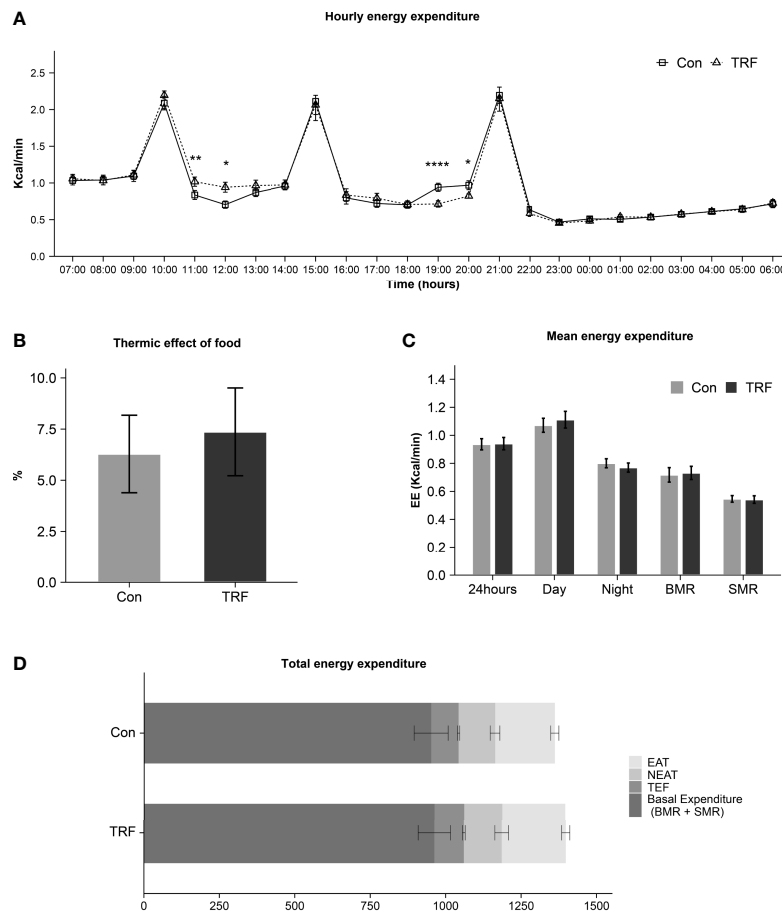 A
Hourly energy expenditure
Con TRF
Kcal/min
2.5
2.0
1.5
1.0
0.5
0.0
** * **** *
07:00 08:00 09:00 10:00 11:00 12:00 13:00 14:00 15:00 16:00 17:00 18:00 19:00 20:00 21:00 22:00 23:00 00:00 01:00 02:00 03:00 04:00 05:00 06:00
Time (hours)
B
Thermic effect of food
%
10.0
7.5
5.0
2.5
0.0
Con TRF
C
Mean energy expenditure
Con TRF
EE (Kcal/min)
1.4
1.2
1.0
0.8
0.6
0.4
0.2
0.0
24hours Day Night BMR SMR
D
Total energy expenditure
Con
TRF
EAT
NEAT
TEF
Basal Expenditure
(BMR + SMR)
0 250 500 750 1000 1250 1500